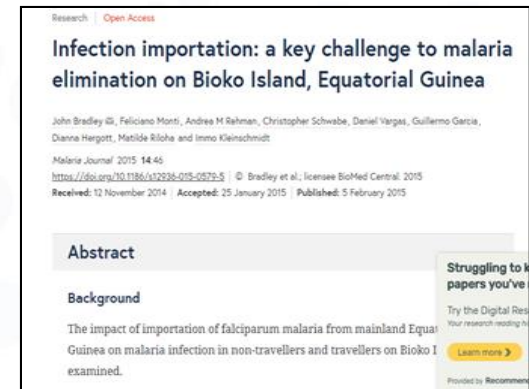 Research | Open Access
Infection importation: a key challenge to malaria
elimination on Bioko Island, Equatorial Guinea
John Bradley, Feliciano Monti, Andrea M Rehman, Christopher Schwabe, Daniel Vargas, Guillermo Garcia,
Dianna Hergott, Matilde Riloha and Immo Kleinschmidt
Malaria Journal 2015 14:46
https://doi.org/10.1186/s12936-015-0579-5 | © Bradley et al.; licensee BioMed Central. 2015
Received: 12 November 2014 | Accepted: 25 January 2015 | Published: 5 February 2015
Abstract
Background
The impact of importation of falciparum malaria from mainland Equat
Guinea on malaria infection in non-travellers and travellers on Bioko I
examined.
Struggling to k
papers you've
Try the Digital Res
Your research reading
Learn more
Provided by Recommen